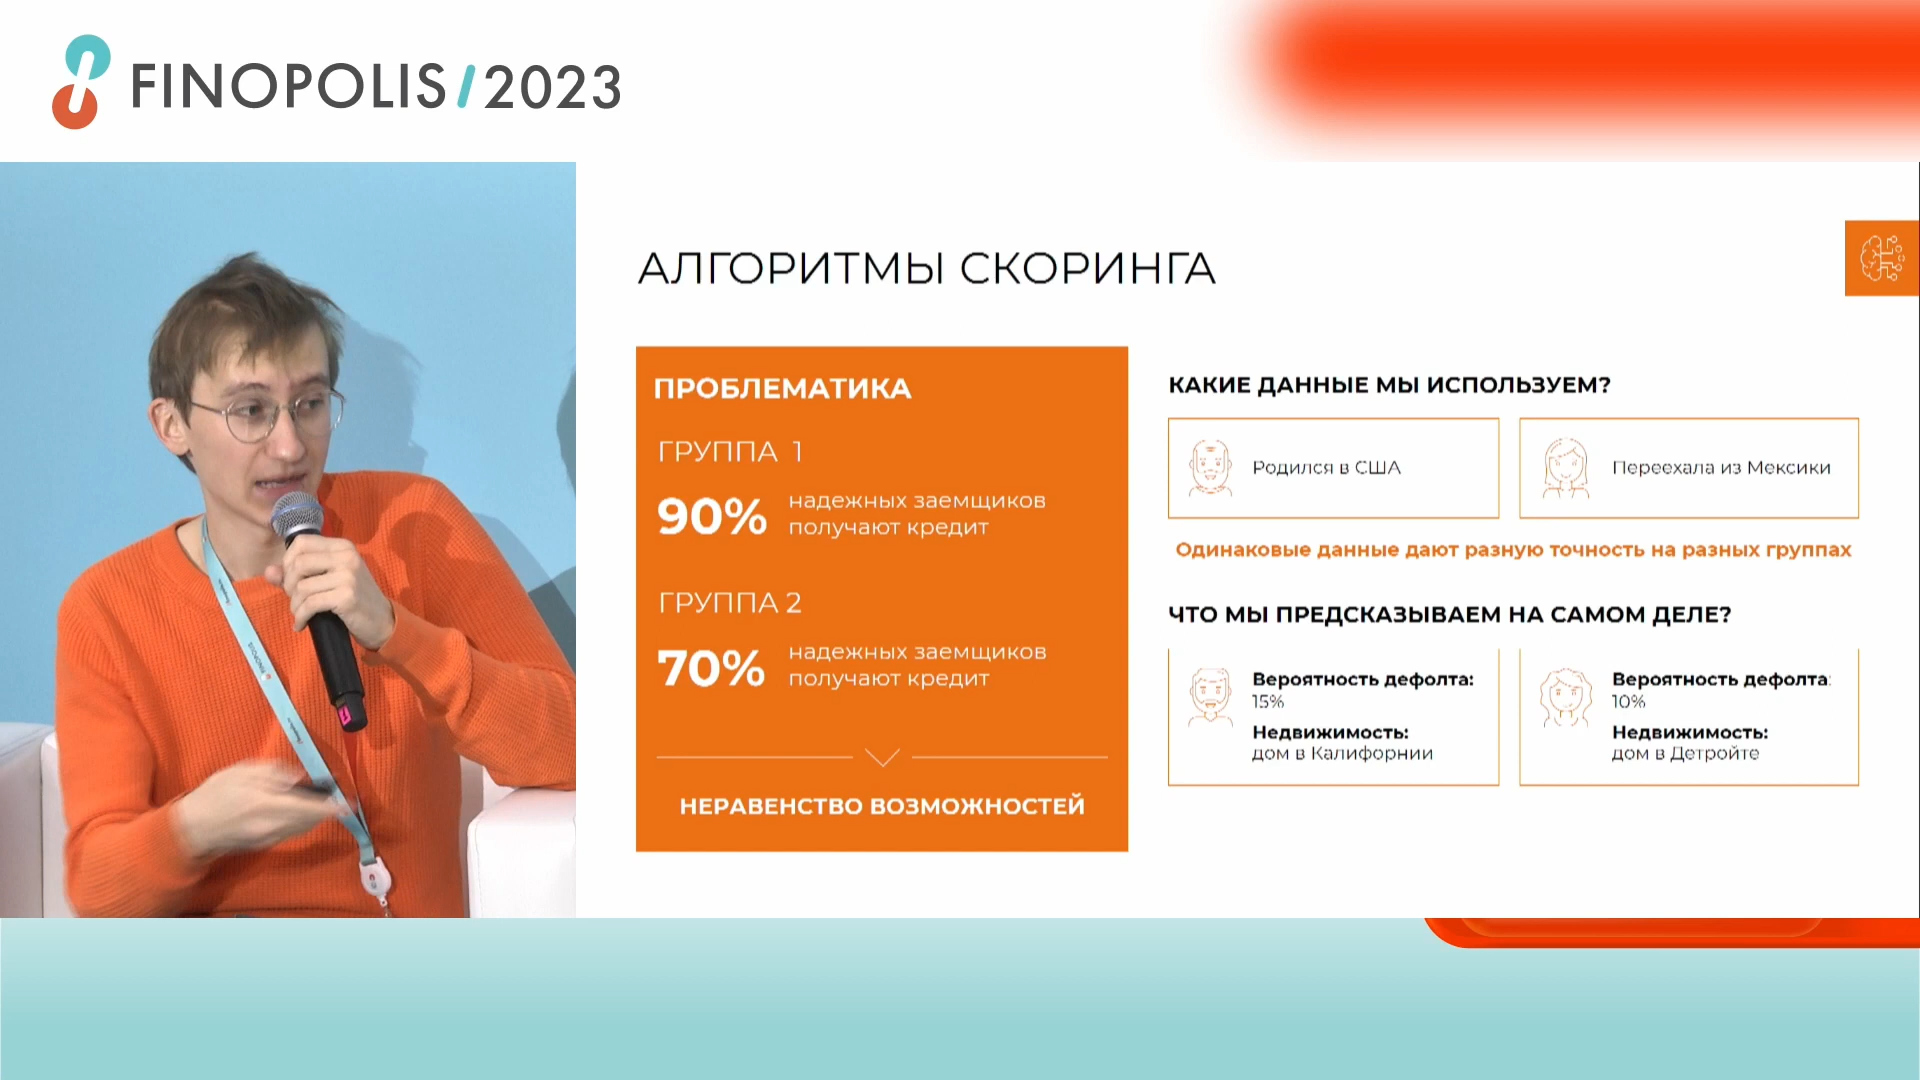 FINOPOLIS/2023
АЛГОРИТМЫ СКОРИНГА
ПРОБЛЕМАТИКА
ГРУППА 1
90%
надежных заемщиков
получают кредит
ГРУППА 2
70%
надежных заемщиков
получают кредит
НЕРАВЕНСТВО ВОЗМОЖНОСТЕЙ
КАКИЕ ДАННЫЕ МЫ ИСПОЛЬЗУЕМ?
Родился в США
Переехала из Мексики
Одинаковые данные дают разную точность на разных группах
ЧТО МЫ ПРЕДСКАЗЫВАЕМ НА САМОМ ДЕЛЕ?
Вероятность дефолта:
15%
Недвижимость:
дом в Калифорнии
Вероятность дефолта:
10%
Недвижимость:
дом в Детройте